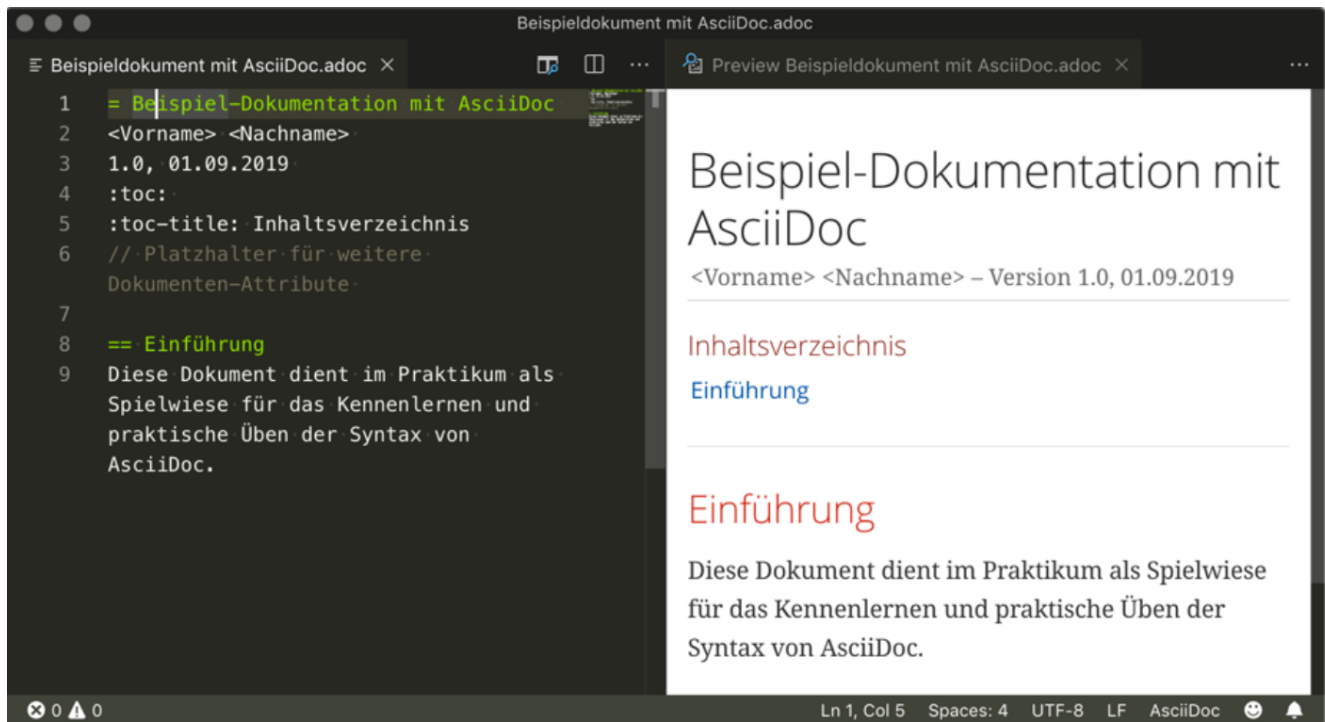 Beispieldokument mit AsciiDoc.adoc
Beispieldokument mit AsciiDoc.adoc
Preview Beispieldokument mit AsciiDoc.adoc
1 = Beispiel-Dokumentation mit AsciiDoc
2 <Vorname> <Nachname>
3 1.0, 01.09.2019
4 :toc:
5 :toc-title: Inhaltsverzeichnis
6 // Platzhalter für weitere
Dokumenten-Attribute
7
8 == Einführung
9 Diese Dokument dient im Praktikum als
Spielwiese für das Kennenlernen und
praktische Üben der Syntax von
AsciiDoc.
Beispiel-Dokumentation mit
AsciiDoc
<Vorname> <Nachname> – Version 1.0, 01.09.2019
Inhaltsverzeichnis
Einführung
Einführung
Diese Dokument dient im Praktikum als Spielwiese
für das Kennenlernen und praktische Üben der
Syntax von AsciiDoc.
0 0
Ln 1, Col 5 Spaces: 4 UTF-8 LF AsciiDoc